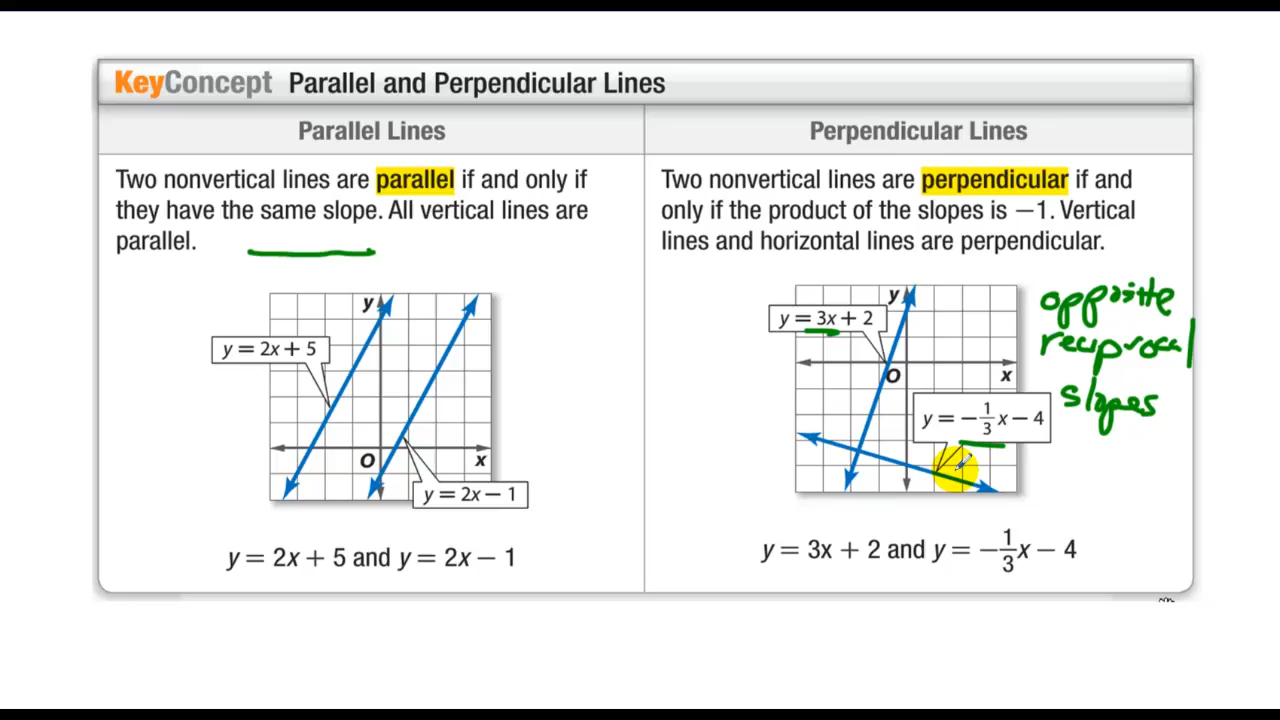 KeyConcept Parallel and Perpendicular Lines
Parallel Lines
Two nonvertical lines are parallel if and only if
they have the same slope. All vertical lines are
parallel.
y
y = 2x + 5
O
x
y = 2x − 1
y = 2x + 5 and y = 2x − 1
Perpendicular Lines
Two nonvertical lines are perpendicular if and
only if the product of the slopes is −1. Vertical
lines and horizontal lines are perpendicular.
y
y = 3x + 2
O
x
y = −1/3 x − 4
opposite
reciprocal
slopes
y = 3x + 2 and y = −1/3 x − 4